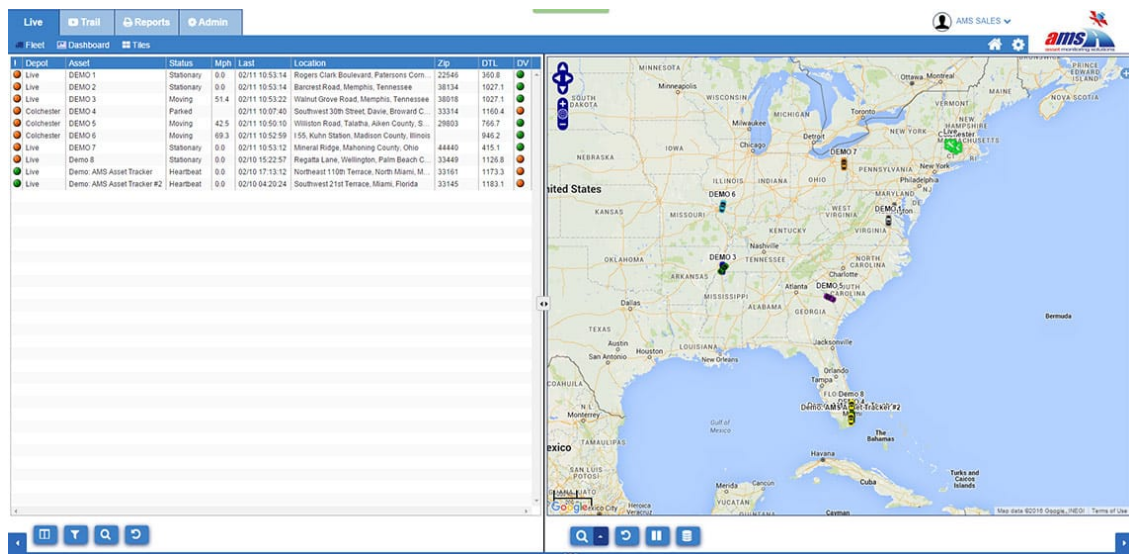 Live Trail Reports Admin
AMS SALES
ams
asset monitoring solutions
Fleet Dashboard Tiles
! Depot Asset Status Mph Last Location Zip DTL DV
Live DEMO 1 Stationary 0.0 02/11 10:53:14 Rogers Clark Boulevard, Patersons Corn... 22546 360.8
Live DEMO 2 Stationary 0.0 02/11 10:53:14 Barcrest Road, Memphis, Tennessee 38134 1027.1
Live DEMO 3 Moving 51.4 02/11 10:53:22 Walnut Grove Road, Memphis, Tennessee 38018 1027.1
Colchester DEMO 4 Parked 02/11 10:07:40 Southwest 30th Street, Davie, Broward C... 33314 1160.4
Colchester DEMO 5 Moving 42.5 02/11 10:50:10 Williston Road, Talatha, Aiken County, S... 29803 766.7
Colchester DEMO 6 Moving 69.3 02/11 10:52:59 I 55, Kuhn Station, Madison County, Illinois 946.2
Live DEMO 7 Stationary 0.0 02/11 10:53:12 Mineral Ridge, Mahoning County, Ohio 44440 415.1
Live Demo 8 Stationary 0.0 02/10 15:22:57 Regatta Lane, Wellington, Palm Beach C... 33449 1126.8
Live Demo: AMS Asset Tracker Heartbeat 0.0 02/10 17:13:12 Northeast 110th Terrace, North Miami, M... 33161 1173.3
Live Demo: AMS Asset Tracker #2 Heartbeat 0.0 02/10 04:20:24 Southwest 21st Terrace, Miami, Florida 33145 1183.1
MINNESOTA
PRINCE
EDWARD
ISLAND
Ottawa Montreal
Minneapolis
MAINE
SOUTH
DAKOTA
WISCONSIN
NOVA SCOTIA
VERMONT
MICHIGAN
Toronto
Milwaukee
NEW
HAMPSHIRE
NEW YORK
Detroit
IOWA
Chicago
DEMO 7
CT RI
NEBRASKA
New York
PENNSYLVANIA
Philadelphia
ILLINOIS INDIANA OHIO
MARYLAND NJ
United States
DEMO 6
DE
KANSAS
MISSOURI
WEST
VIRGINIA
VIRGINIA
KENTUCKY
Nashville
OKLAHOMA
DEMO 3
TENNESSEE
NORTH
CAROLINA
Charlotte
ARKANSAS
Atlanta
DEMO 5
CAROLINA
MISSISSIPPI
ALABAMA
GEORGIA
Dallas
Bermuda
TEXAS
Austin
Houston
LOUISIANA
Jacksonville
San Antonio
New Orleans
Orlando
Tampa
COAHUILA
Demo 8
Demo: AMS Asset Tracker #2
N.L.
Monterrey
Gulf of
Mexico
The
Bahamas
TAMAULIPAS
Mexico
Havana
SAN LUIS
POTOSI
Turks and
Caicos
Islands
Cuba
Merida Cancun
Google
Mexico City
Heroica
Veracruz
YUCATÁN
Cayman
Map data ©2016 Google, INEGI Terms of Use